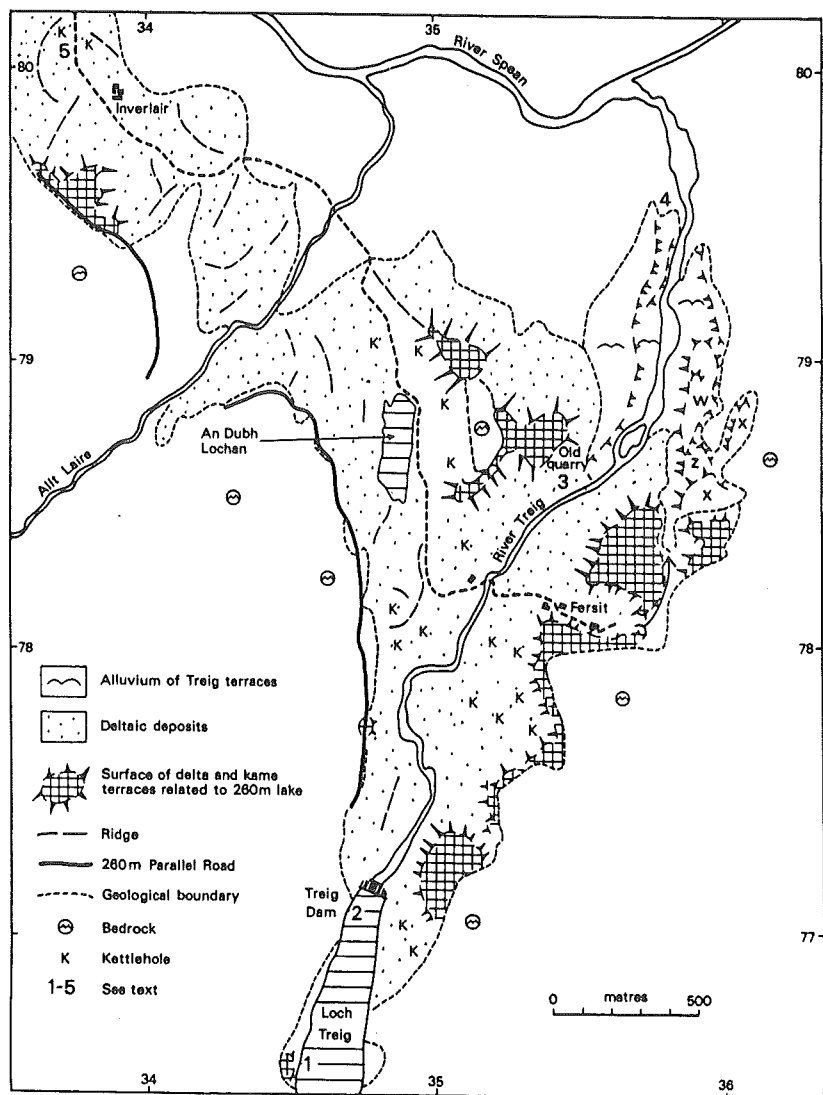 34
35
80
80
K
5
K
Inverlair
River Spean
4
79
79
K
K
K
W
X
Z
X
An Dubh
Lochan
Old
quarry
3
K
Allt Laire
River Treig
K
Fersit
78
78
K
K
K
K
K
K
K
K
K
Alluvium of Treig terraces
Deltaic deposits
Surface of delta and kame
terraces related to 260m lake
Ridge
260m Parallel Road
Geological boundary
Bedrock
K Kettlehole
1-5 See text
Treig
Dam
2
77
K
K
0 metres 500
Loch
Treig
1
34
35
36